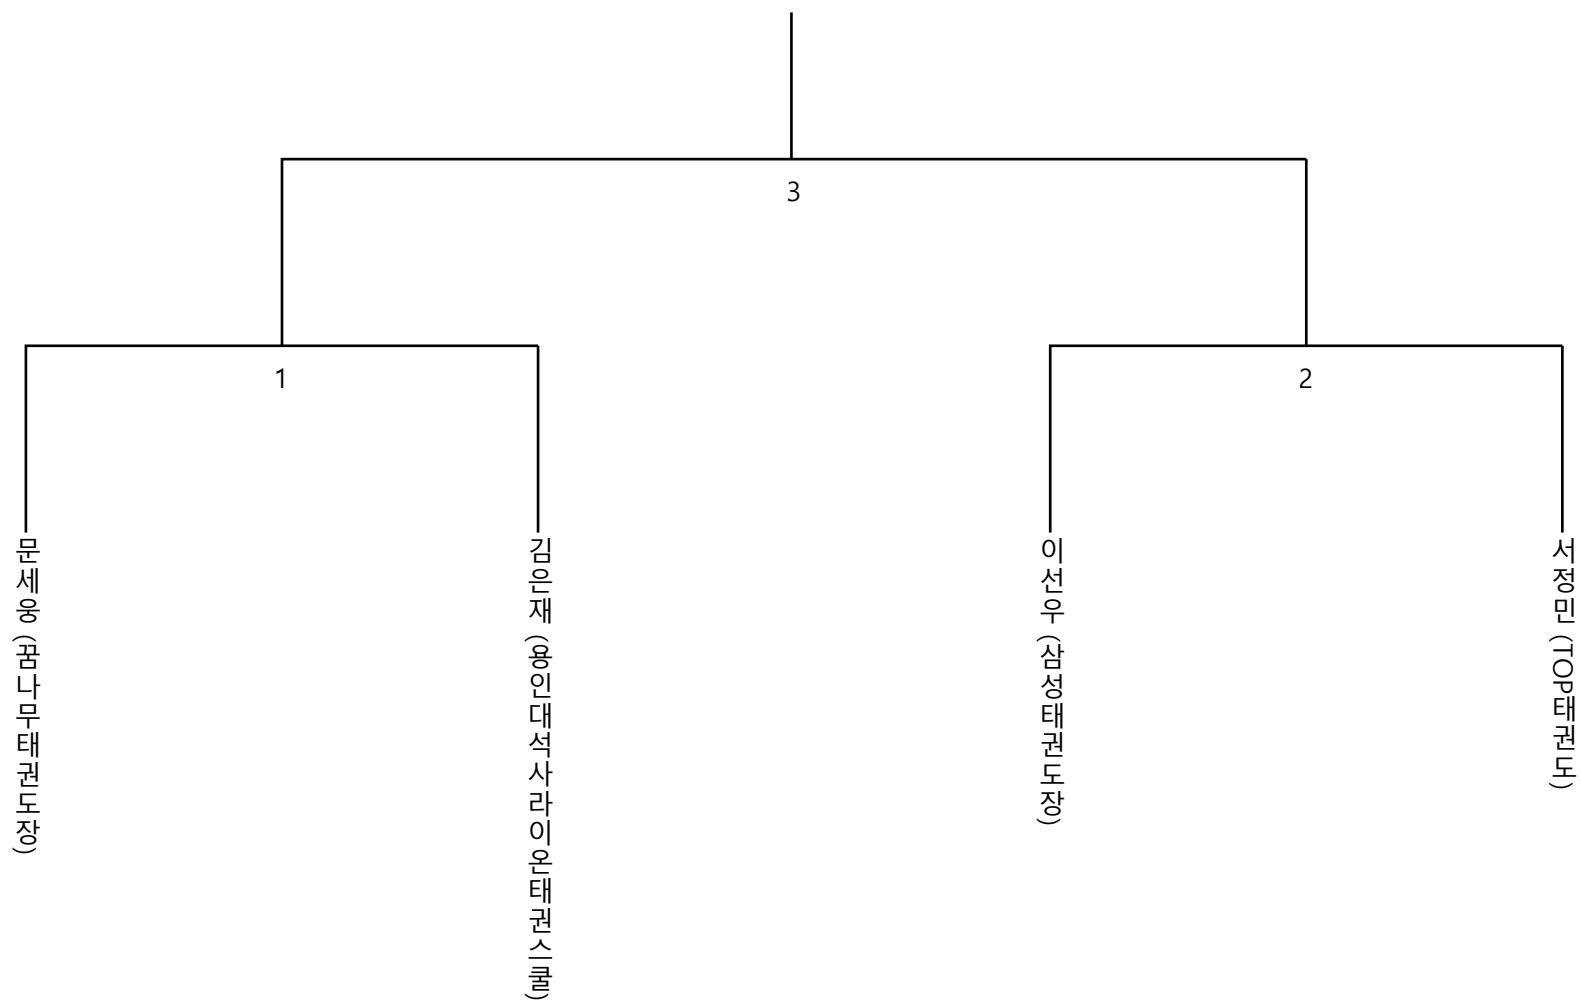 3
1
2
문세웅 (꿈나무태권도장)
김은재 (용인대석사라이온태권스쿨)
이선우 (삼성태권도장)
서정민 (TOP태권도)